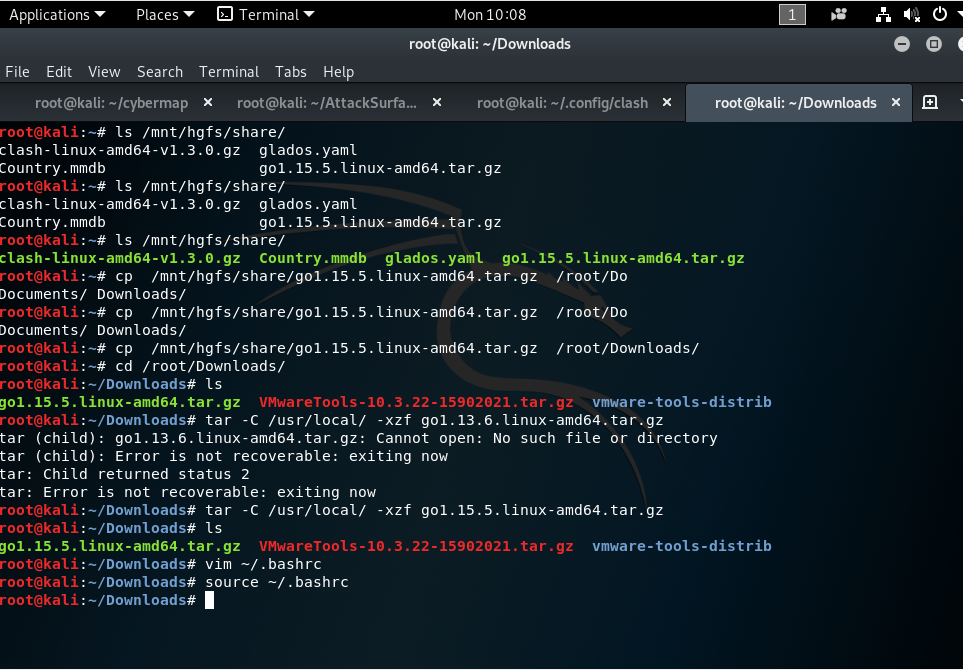 Applications Places Terminal Mon 10:08 1
root@kali: ~/Downloads
File Edit View Search Terminal Tabs Help
root@kali: ~/cybermap × root@kali: ~/AttackSurfa... × root@kali: ~/.config/clash × root@kali: ~/Downloads ×
root@kali:~# ls /mnt/hgfs/share/
clash-linux-amd64-v1.3.0.gz glados.yaml
Country.mmdb go1.15.5.linux-amd64.tar.gz
root@kali:~# ls /mnt/hgfs/share/
clash-linux-amd64-v1.3.0.gz glados.yaml
Country.mmdb go1.15.5.linux-amd64.tar.gz
root@kali:~# ls /mnt/hgfs/share/
clash-linux-amd64-v1.3.0.gz Country.mmdb glados.yaml go1.15.5.linux-amd64.tar.gz
root@kali:~# cp  /mnt/hgfs/share/go1.15.5.linux-amd64.tar.gz  /root/Do
Documents/ Downloads/
root@kali:~# cp  /mnt/hgfs/share/go1.15.5.linux-amd64.tar.gz  /root/Do
Documents/ Downloads/
root@kali:~# cp  /mnt/hgfs/share/go1.15.5.linux-amd64.tar.gz  /root/Downloads/
root@kali:~# cd /root/Downloads/
root@kali:~/Downloads# ls
go1.15.5.linux-amd64.tar.gz VMwareTools-10.3.22-15902021.tar.gz vmware-tools-distrib
root@kali:~/Downloads# tar -C /usr/local/ -xzf go1.13.6.linux-amd64.tar.gz
tar (child): go1.13.6.linux-amd64.tar.gz: Cannot open: No such file or directory
tar (child): Error is not recoverable: exiting now
tar: Child returned status 2
tar: Error is not recoverable: exiting now
root@kali:~/Downloads# tar -C /usr/local/ -xzf go1.15.5.linux-amd64.tar.gz
root@kali:~/Downloads# ls
go1.15.5.linux-amd64.tar.gz VMwareTools-10.3.22-15902021.tar.gz vmware-tools-distrib
root@kali:~/Downloads# vim ~/.bashrc
root@kali:~/Downloads# source ~/.bashrc
root@kali:~/Downloads#